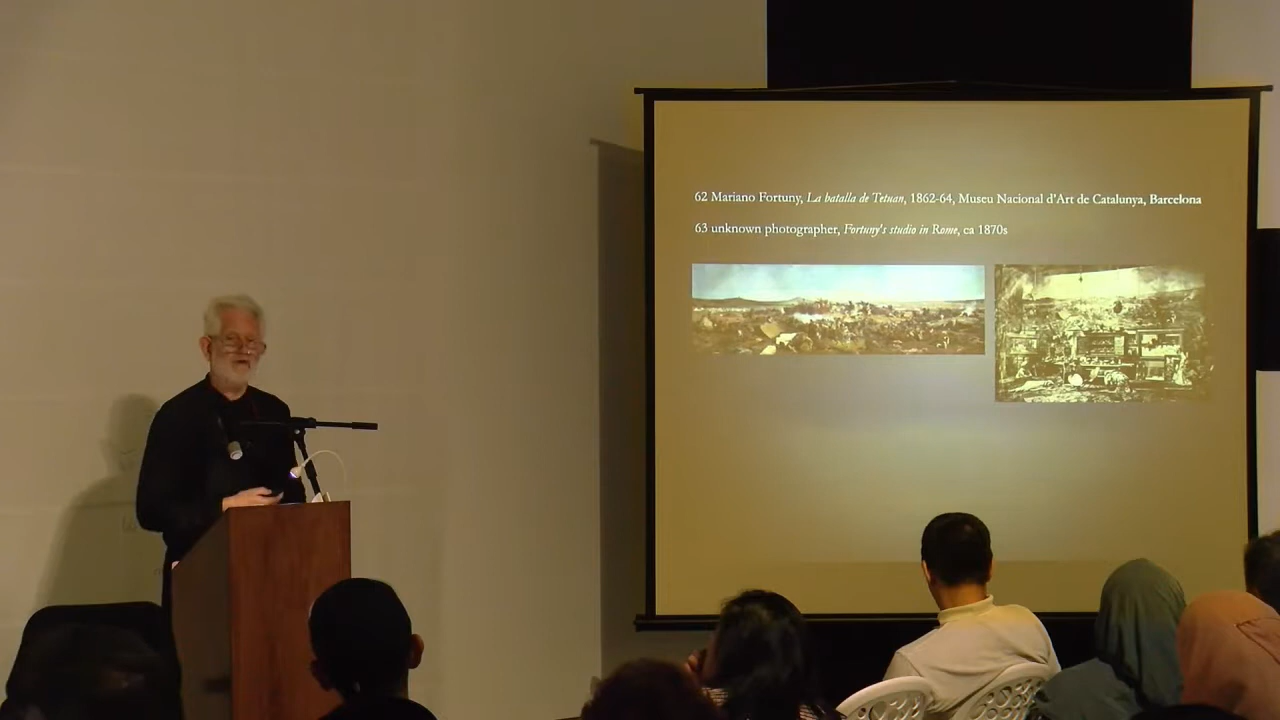 62 Mariano Fortuny, La batalla de Tetuan, 1862-64, Museu Nacional d'Art de Catalunya, Barcelona
63 unknown photographer, Fortuny's studio in Rome, ca 1870s